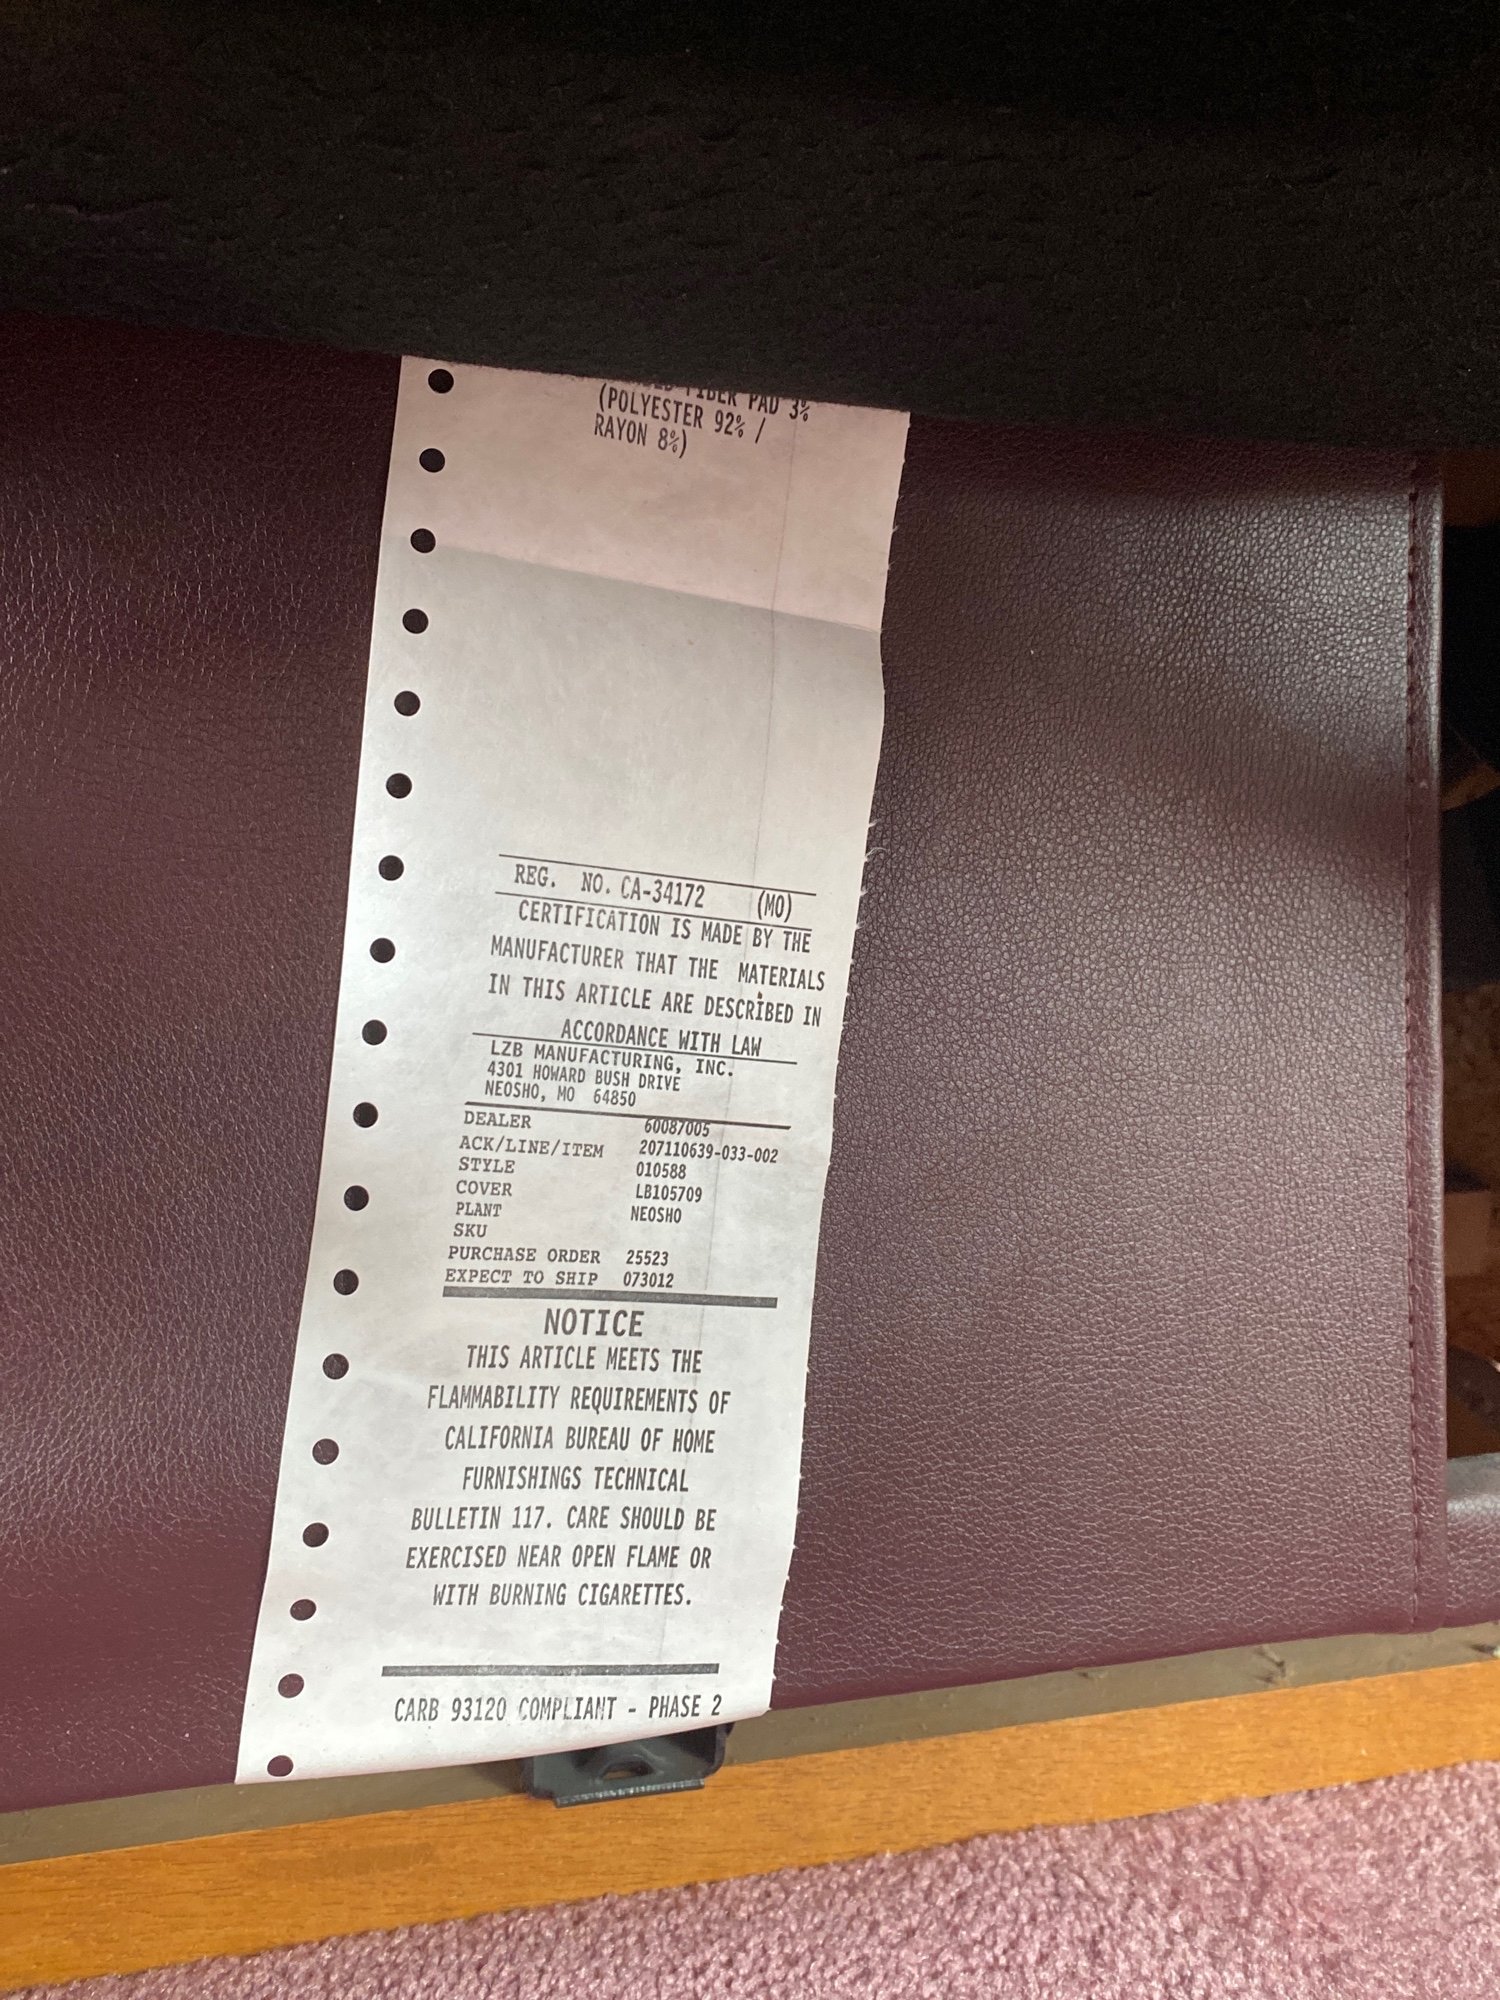 FIBER PAD 3%
(POLYESTER 92% /
RAYON 8%)
REG. NO. CA-34172 (MO)
CERTIFICATION IS MADE BY THE
MANUFACTURER THAT THE MATERIALS
IN THIS ARTICLE ARE DESCRIBED IN
ACCORDANCE WITH LAW
LZB MANUFACTURING, INC.
4301 HOWARD BUSH DRIVE
NEOSHO, MO 64850
DEALER 60087005
ACK/LINE/ITEM 207110639-033-002
STYLE 010588
COVER LB105709
PLANT NEOSHO
SKU
PURCHASE ORDER 25523
EXPECT TO SHIP 073012
NOTICE
THIS ARTICLE MEETS THE
FLAMMABILITY REQUIREMENTS OF
CALIFORNIA BUREAU OF HOME
FURNISHINGS TECHNICAL
BULLETIN 117. CARE SHOULD BE
EXERCISED NEAR OPEN FLAME OR
WITH BURNING CIGARETTES.
CARB 93120 COMPLIANT - PHASE 2